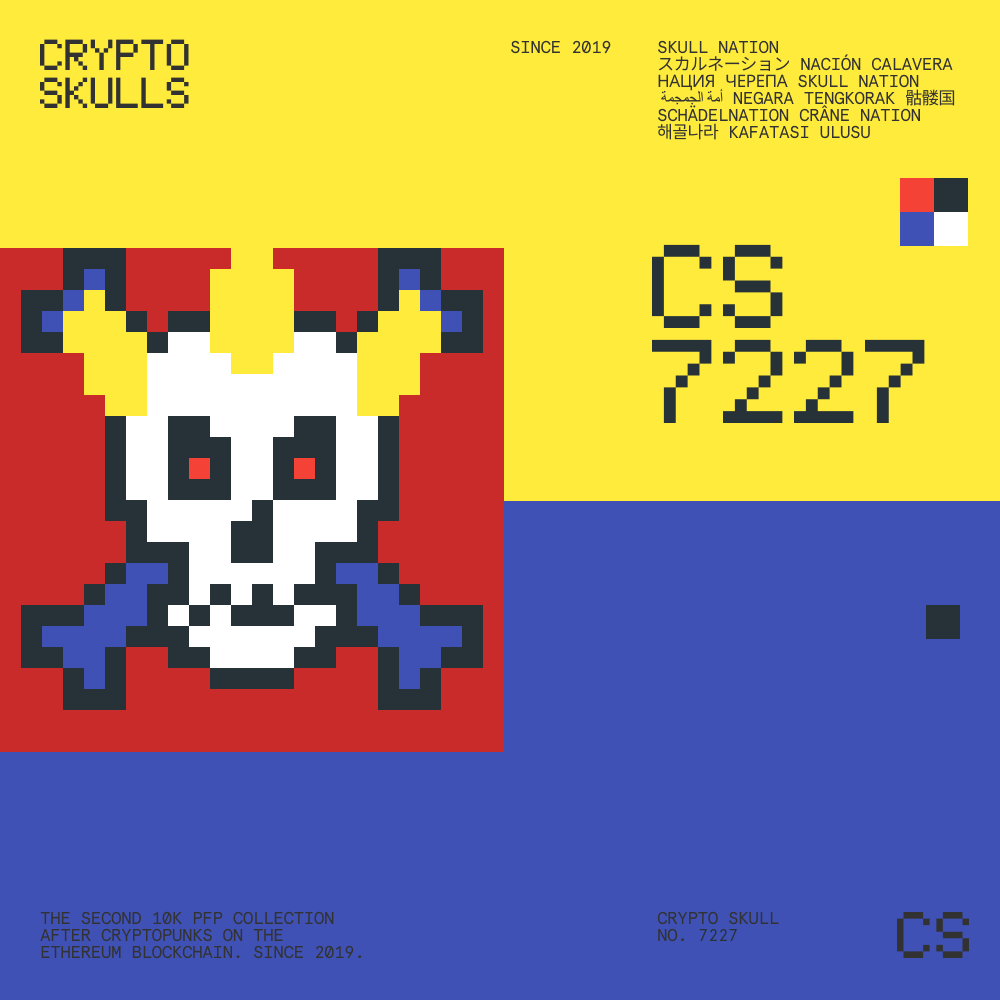 CRYPTO
SKULLS
SINCE 2019
SKULL NATION
スカルネーション NACIÓN CALAVERA
НАЦИЯ ЧЕРЕПА SKULL NATION
أمة الجمجمة NEGARA TENGKORAK 骷髅国
SCHÄDELNATION CRÂNE NATION
해골나라 KAFATASI ULUSU
CS
7227
THE SECOND 10K PFP COLLECTION
AFTER CRYPTOPUNKS ON THE
ETHEREUM BLOCKCHAIN. SINCE 2019.
CRYPTO SKULL
NO. 7227
CS